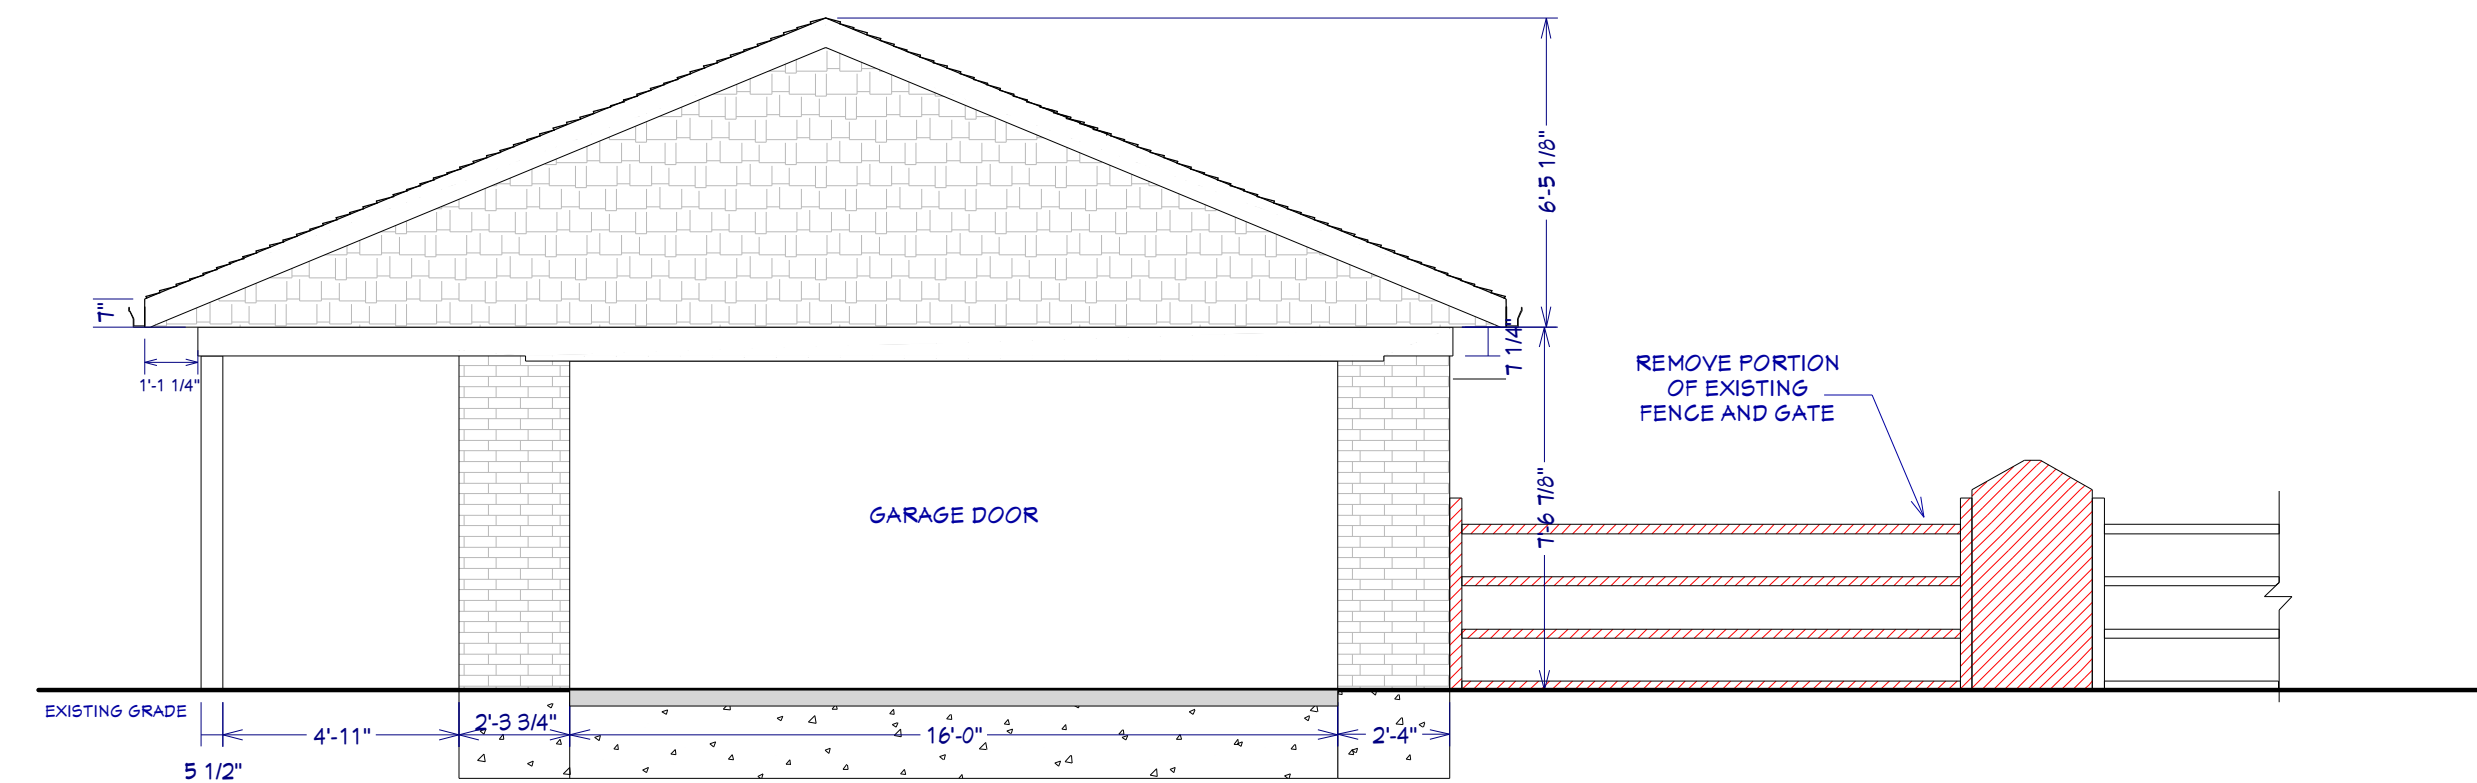 6'-5 1/8"
7"
7 1/4"
1'-1 1/4"
REMOVE PORTION
OF EXISTING
FENCE AND GATE
7'-6 7/8"
GARAGE DOOR
EXISTING GRADE
4'-11"
2'-3 3/4"
16'-0"
2'-4"
5 1/2"